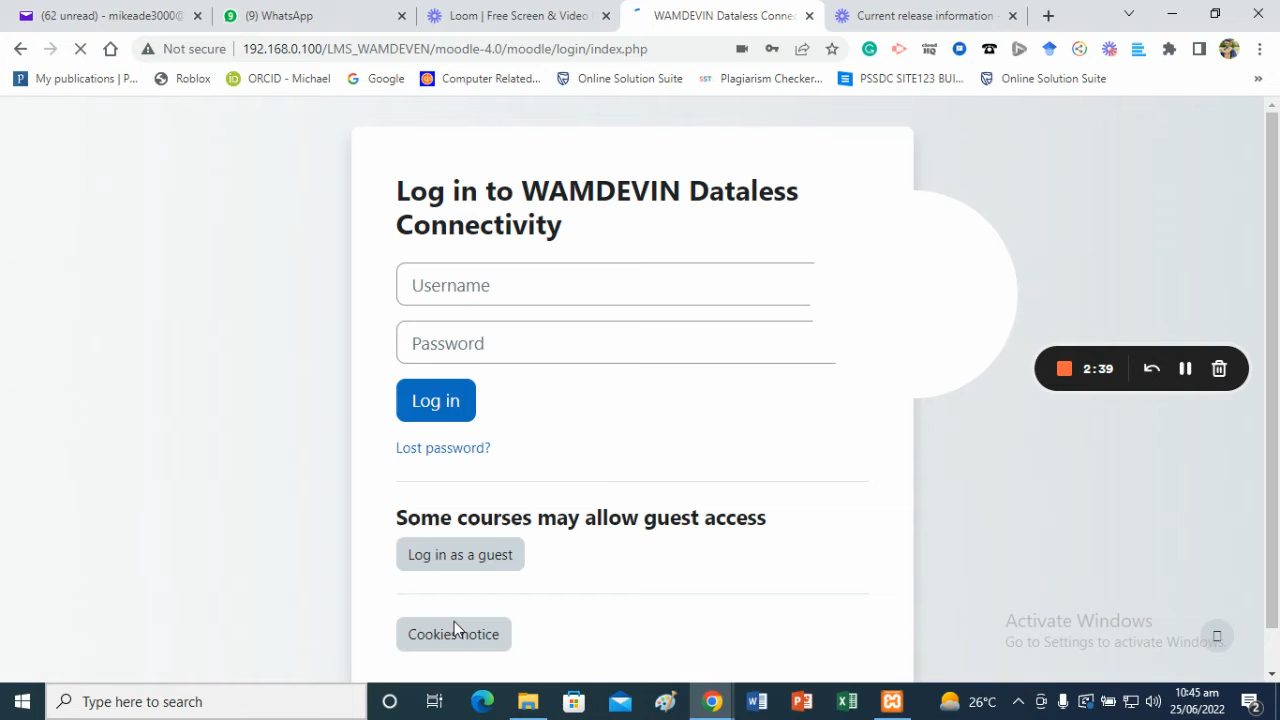 (62 unread) - mikeade3000@
(9) WhatsApp
Loom | Free Screen & Video
WAMDEVIN Dataless Connec
Current release information -
Not secure
192.168.0.100/LMS_WAMDEVEN/moodle-4.0/moodle/login/index.php
My publications | P...
Roblox
ORCID - Michael
Google
Computer Related...
Online Solution Suite
Plagiarism Checker...
PSSDC SITE123 BUI...
Online Solution Suite
Log in to WAMDEVIN Dataless
Connectivity
Username
Password
Log in
Lost password?
2:39
Some courses may allow guest access
Log in as a guest
Cookies notice
Activate Windows
Go to Settings to activate Windows.
Type here to search
26°C
10:45 am
25/06/2022
2